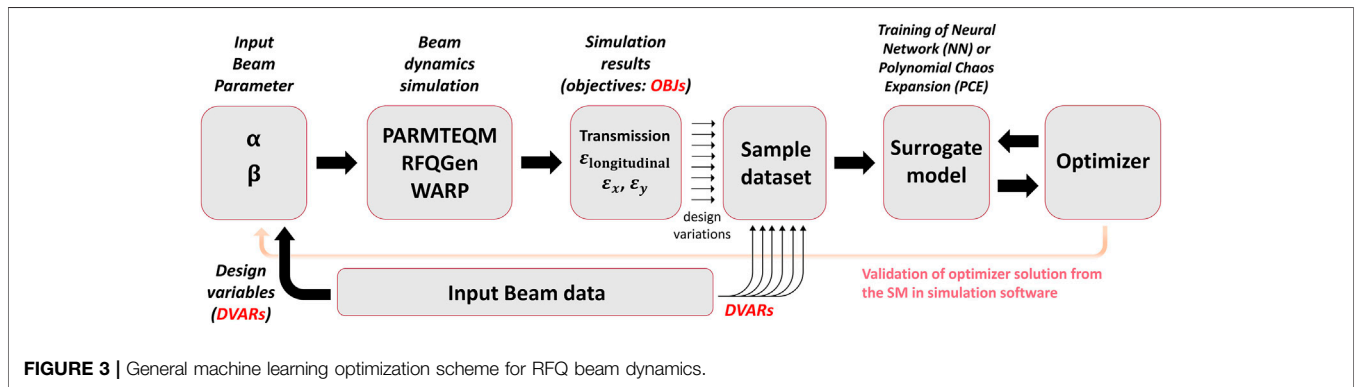 Input
Beam
Parameter
α
β
Beam
dynamics
simulation
PARMTEQM
RFQGen
WARP
Simulation
results
(objectives: OBJs)
Transmission
ε longitudinal
εx, εy
design
variations
Sample
dataset
Training of Neural
Network (NN) or
Polynomial Chaos
Expansion (PCE)
Surrogate
model
Optimizer
Design
variables
(DVARs)
Input Beam data
DVARs
Validation of optimizer solution from
the SM in simulation software
FIGURE 3 | General machine learning optimization scheme for RFQ beam dynamics.